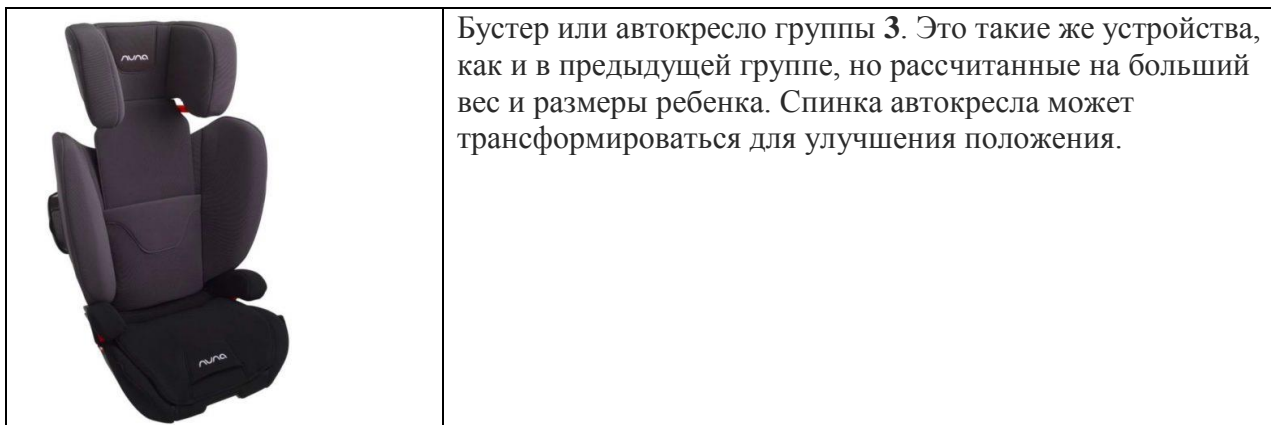 nuna
nuna
Бустер или автокресло группы 3. Это такие же устройства,
как и в предыдущей группе, но рассчитанные на больший
вес и размеры ребенка. Спинка автокресла может
трансформироваться для улучшения положения.